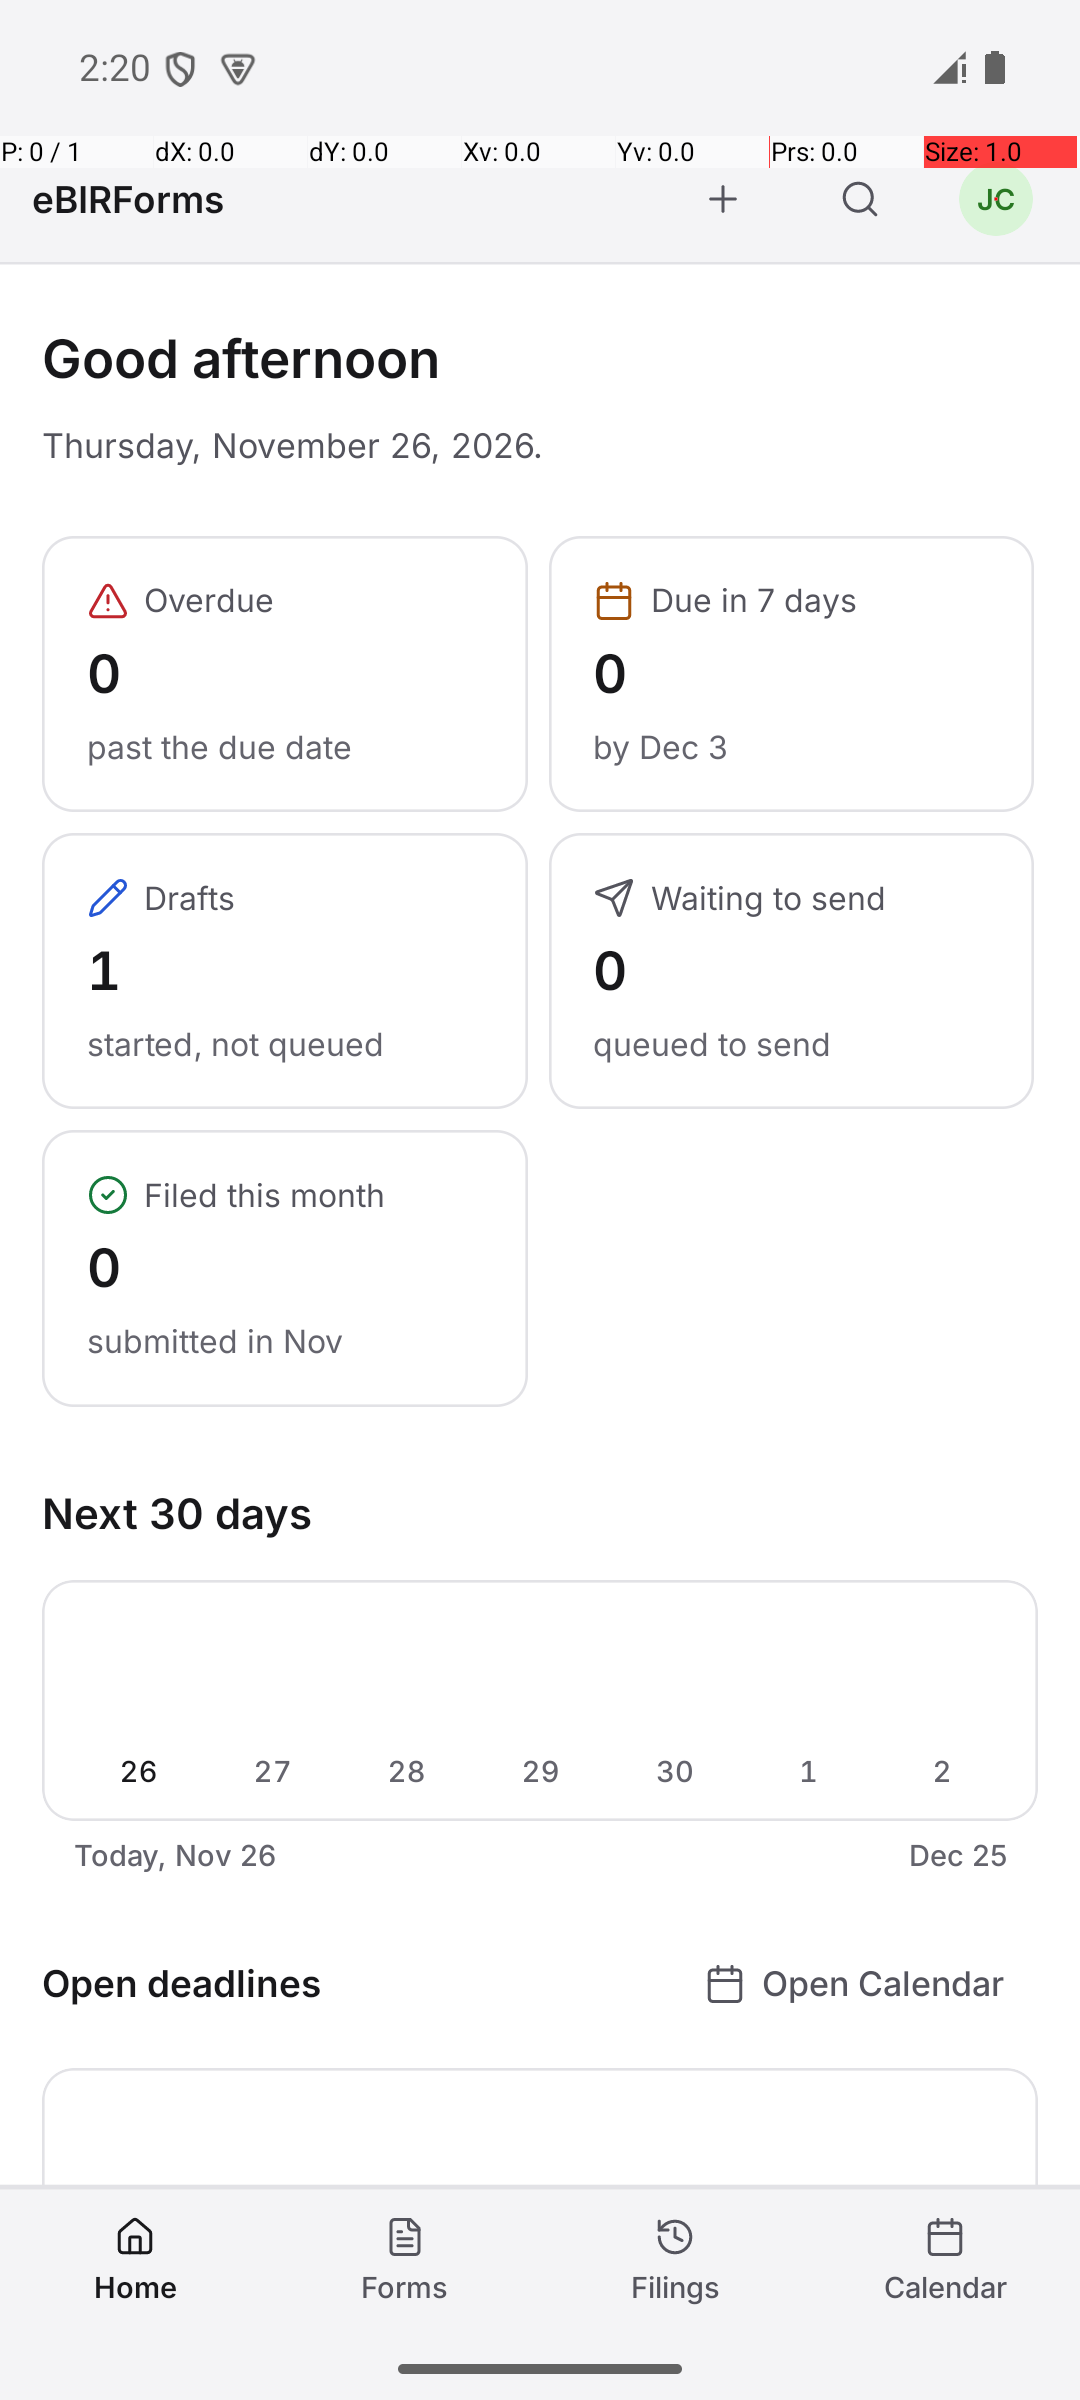 2:20
P: 0 / 1 dX: 0.0 dY: 0.0 Xv: 0.0 Yv: 0.0 Prs: 0.0 Size: 1.0
eBIRForms JC
Good afternoon
Thursday, November 26, 2026.
Overdue
0
past the due date
Due in 7 days
0
by Dec 3
Drafts
1
started, not queued
Waiting to send
0
queued to send
Filed this month
0
submitted in Nov
Next 30 days
26 27 28 29 30 1 2
Today, Nov 26 Dec 25
Open deadlines Open Calendar
Home Forms Filings Calendar